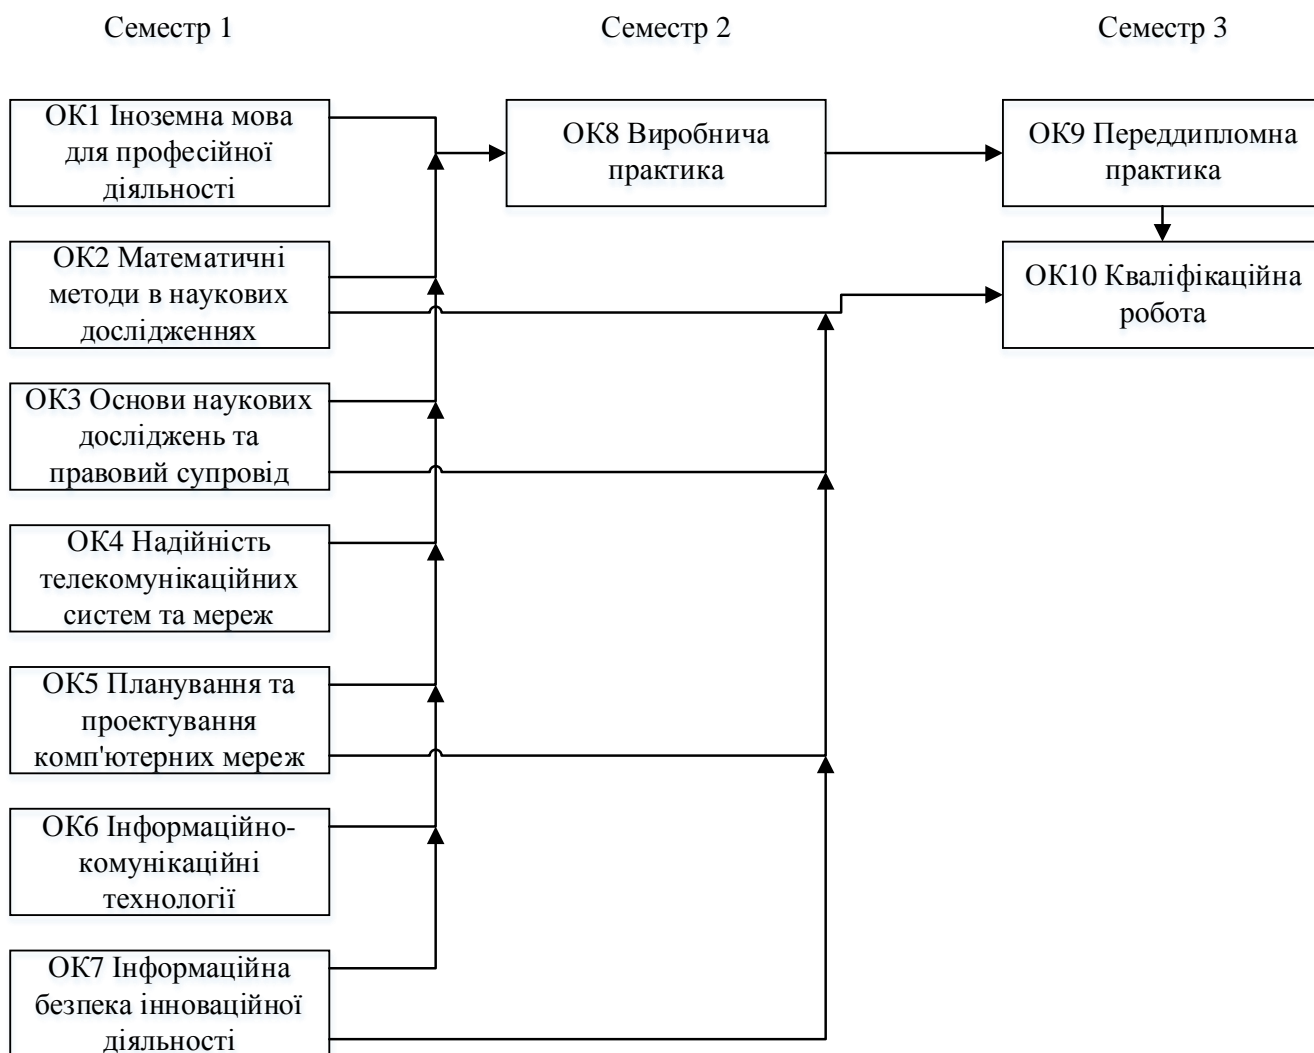 Семестр 1
Семестр 2
Семестр 3
ОК1 Іноземна мова
для професійної
діяльності
ОК8 Виробнича
практика
ОК9 Переддипломна
практика
ОК2 Математичні
методи в наукових
дослідженнях
ОК10 Кваліфікаційна
робота
ОК3 Основи наукових
досліджень та
правовий супровід
ОК4 Надійність
телекомунікаційних
систем та мереж
ОК5 Планування та
проектування
комп'ютерних мереж
ОК6 Інформаційно-
комунікаційні
технології
ОК7 Інформаційна
безпека інноваційної
діяльності